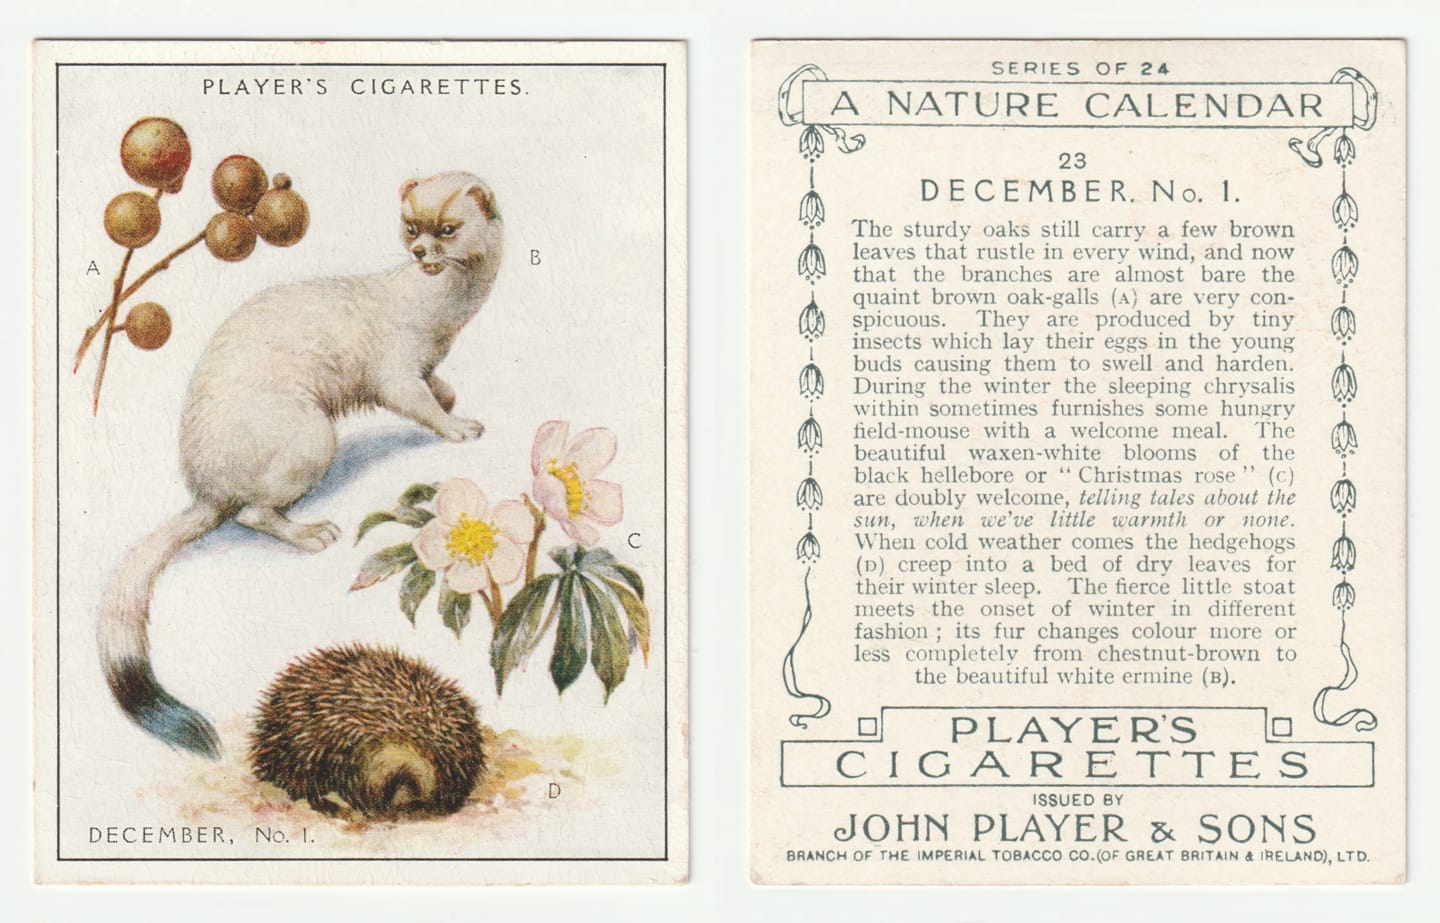 PLAYER'S CIGARETTES.
A
B
C
D
DECEMBER, No. 1.
SERIES OF 24
A NATURE CALENDAR
23
DECEMBER. No. 1.
The sturdy oaks still carry a few brown
leaves that rustle in every wind, and now
that the branches are almost bare the
quaint brown oak-galls (A) are very con-
spicuous. They are produced by tiny
insects which lay their eggs in the young
buds causing them to swell and harden.
During the winter the sleeping chrysalis
within sometimes furnishes some hungry
field-mouse with a welcome meal. The
beautiful waxen-white blooms of the
black hellebore or "Christmas rose" (C)
are doubly welcome, telling tales about the
sun, when we've little warmth or none.
When cold weather comes the hedgehogs
(D) creep into a bed of dry leaves for
their winter sleep. The fierce little stoat
meets the onset of winter in different
fashion; its fur changes colour more or
less completely from chestnut-brown to
the beautiful white ermine (B).
PLAYER'S
CIGARETTES
ISSUED BY
JOHN PLAYER & SONS
BRANCH OF THE IMPERIAL TOBACCO CO.(OF GREAT BRITAIN & IRELAND), LTD.